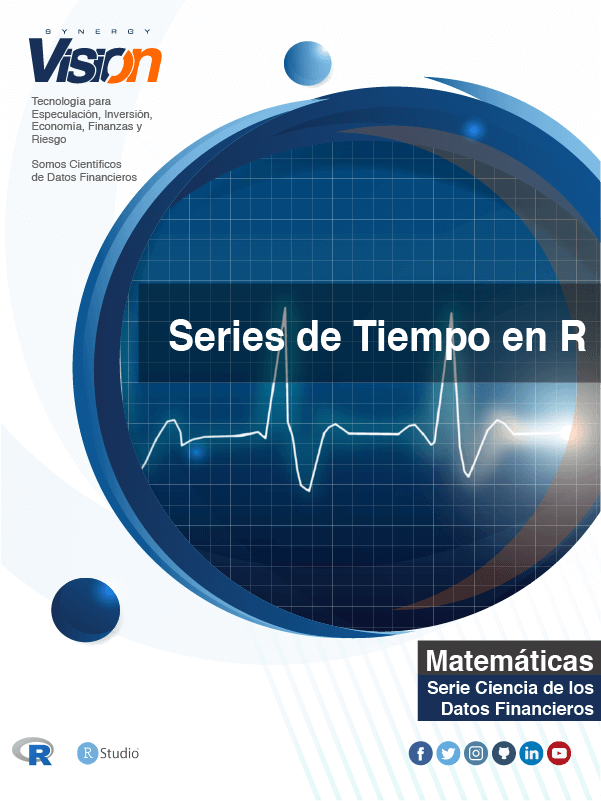 SYNERGY
Vision
Tecnología para
Especulación, Inversión,
Economía, Finanzas y
Riesgo
Somos Científicos
de Datos Financieros
Series de Tiempo en R
Matemáticas
Serie Ciencia de los
Datos Financieros
R
R Studio
f
in